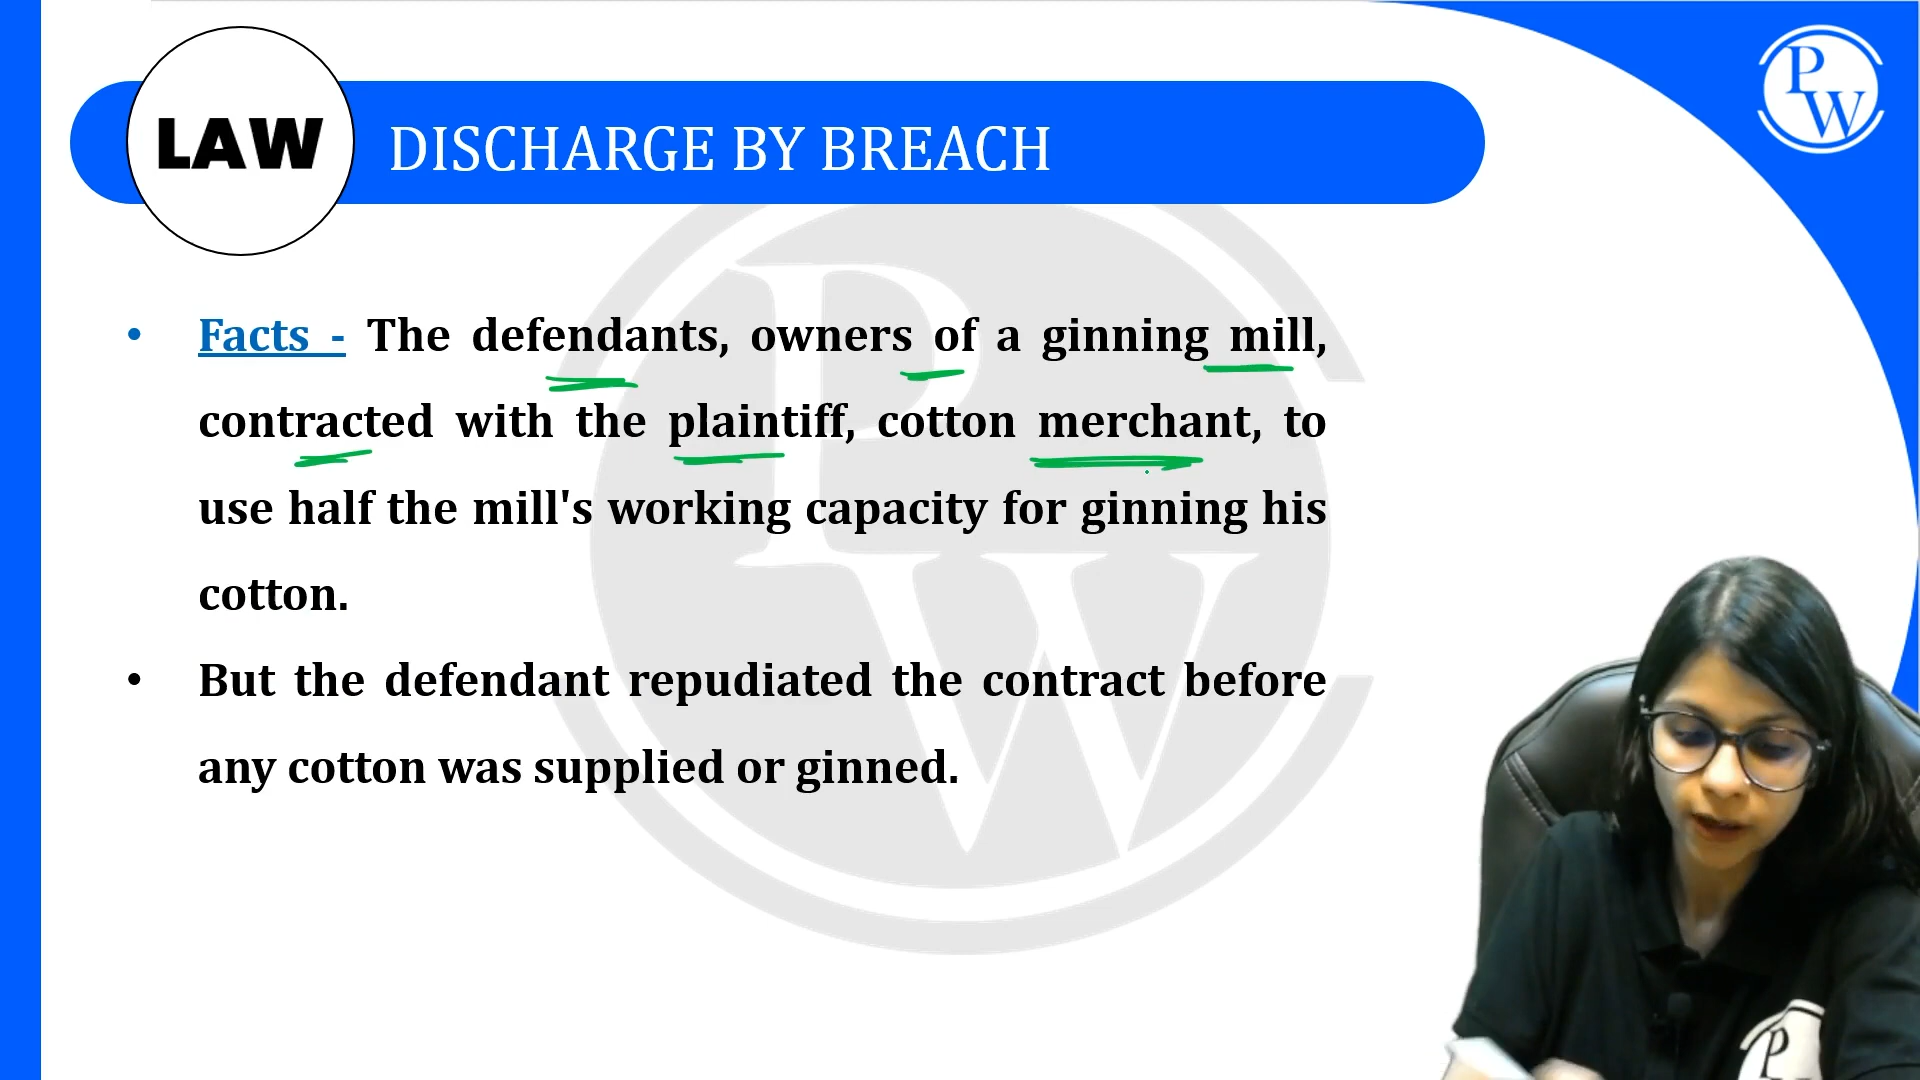 LAW
DISCHARGE BY BREACH
PW
• Facts - The defendants, owners of a ginning mill,
contracted with the plaintiff, cotton merchant, to
use half the mill's working capacity for ginning his
cotton.
• But the defendant repudiated the contract before
any cotton was supplied or ginned.
PW
P